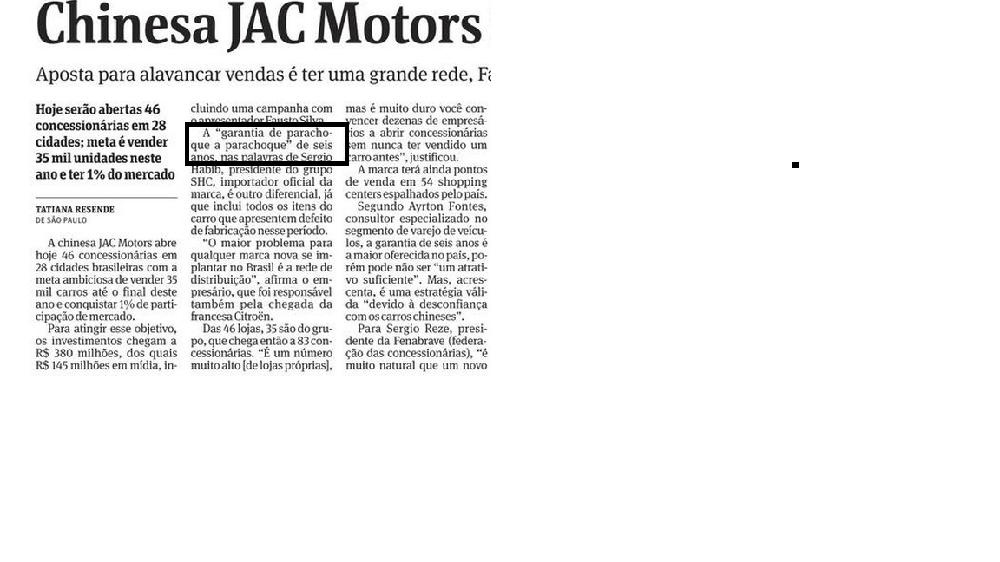 Chinesa JAC Motors
Aposta para alavancar vendas é ter uma grande rede, Fa
Hoje serão abertas 46
concessionárias em 28
cidades; meta é vender
35 mil unidades neste
ano e ter 1% do mercado
TATIANA RESENDE
DE SÃO PAULO
A chinesa JAC Motors abre
hoje 46 concessionárias em
28 cidades brasileiras com a
meta ambiciosa de vender 35
mil carros até o final deste
ano e conquistar 1% de parti-
cipação de mercado.
Para atingir esse objetivo,
os investimentos chegam a
R$ 380 milhões, dos quais
R$ 145 milhões em mídia, in-
cluindo uma campanha com
o apresentador Fausto Silva.
A “garantia de paracho-
que a parachoque” de seis
anos, nas palavras de Sergio
Habib, presidente do grupo
SHC, importador oficial da
marca, é outro diferencial, já
que inclui todos os itens do
carro que apresentem defeito
de fabricação nesse período.
“O maior problema para
qualquer marca nova se im-
plantar no Brasil é a rede de
distribuição”, afirma o em-
presário, que foi responsável
também pela chegada da
francesa Citroën.
Das 46 lojas, 35 são do gru-
po, que chega então a 83 con-
cessionárias. “É um número
muito alto [de lojas próprias],
mas é muito duro você con-
vencer dezenas de empresá-
rios a abrir concessionárias
sem nunca ter vendido um
carro antes”, justificou.
A marca terá ainda pontos
de venda em 54 shopping
centers espalhados pelo país.
Segundo Ayrton Fontes,
consultor especializado no
segmento de varejo de veícu-
los, a garantia de seis anos é
a maior oferecida no país, po-
rém pode não ser “um atrati-
vo suficiente”. Mas, acres-
centa, é uma estratégia váli-
da “devido à desconfiança
com os carros chineses”.
Para Sergio Reze, presi-
dente da Fenabrave (federa-
ção das concessionárias), “é
muito natural que um novo